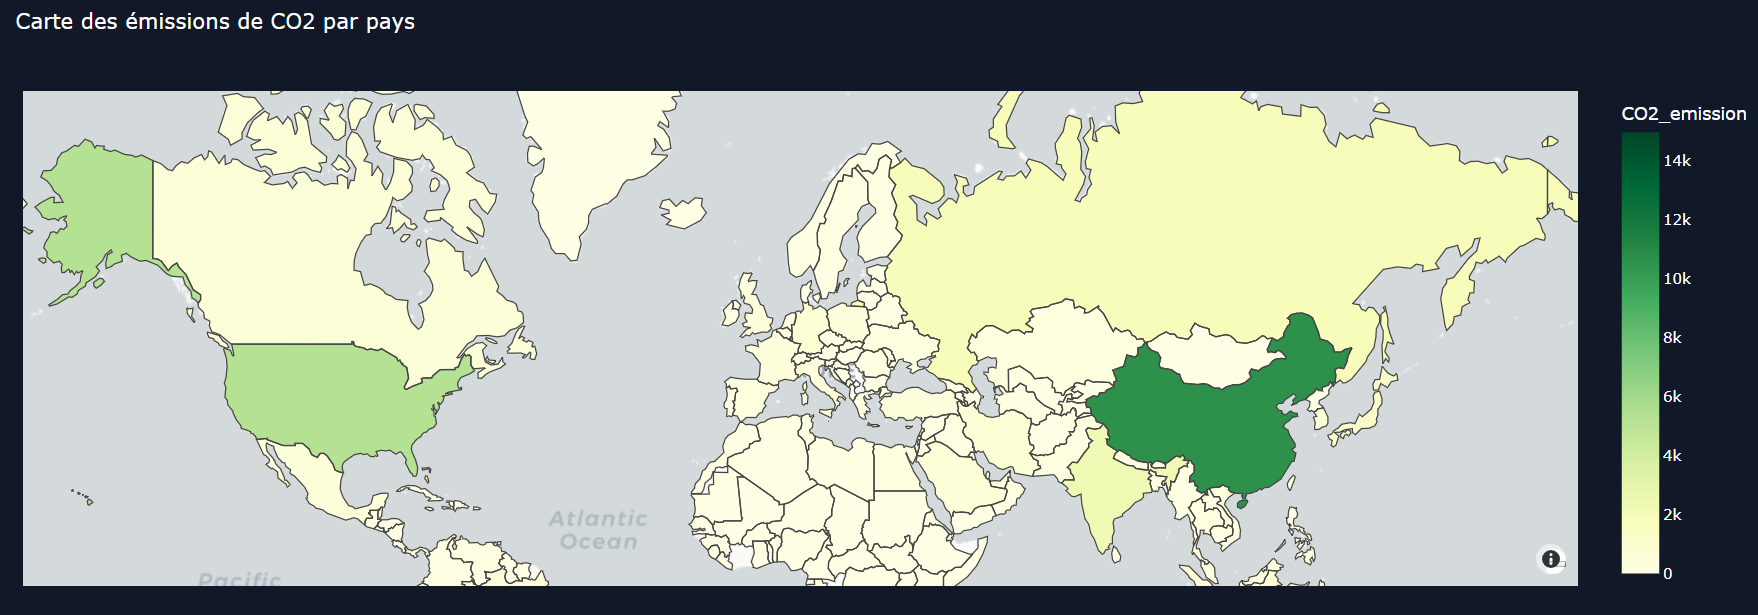 Carte des émissions de CO2 par pays
CO2_emission
14k
12k
10k
8k
6k
4k
2k
0
Atlantic
Ocean
Pacific